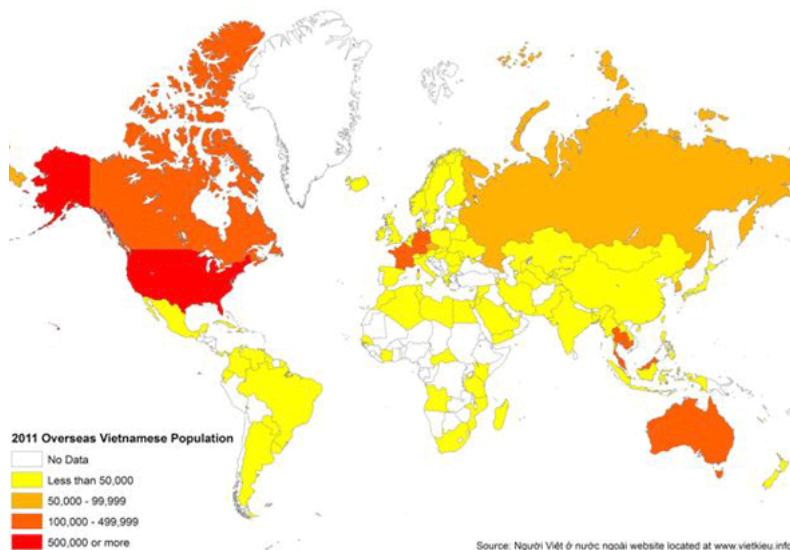 2011 Overseas Vietnamese Population
No Data
Less than 50,000
50,000 - 99,999
100,000 - 499,999
500,000 or more
Source: Người Việt ở nước ngoài website located at www.vietkieu.info